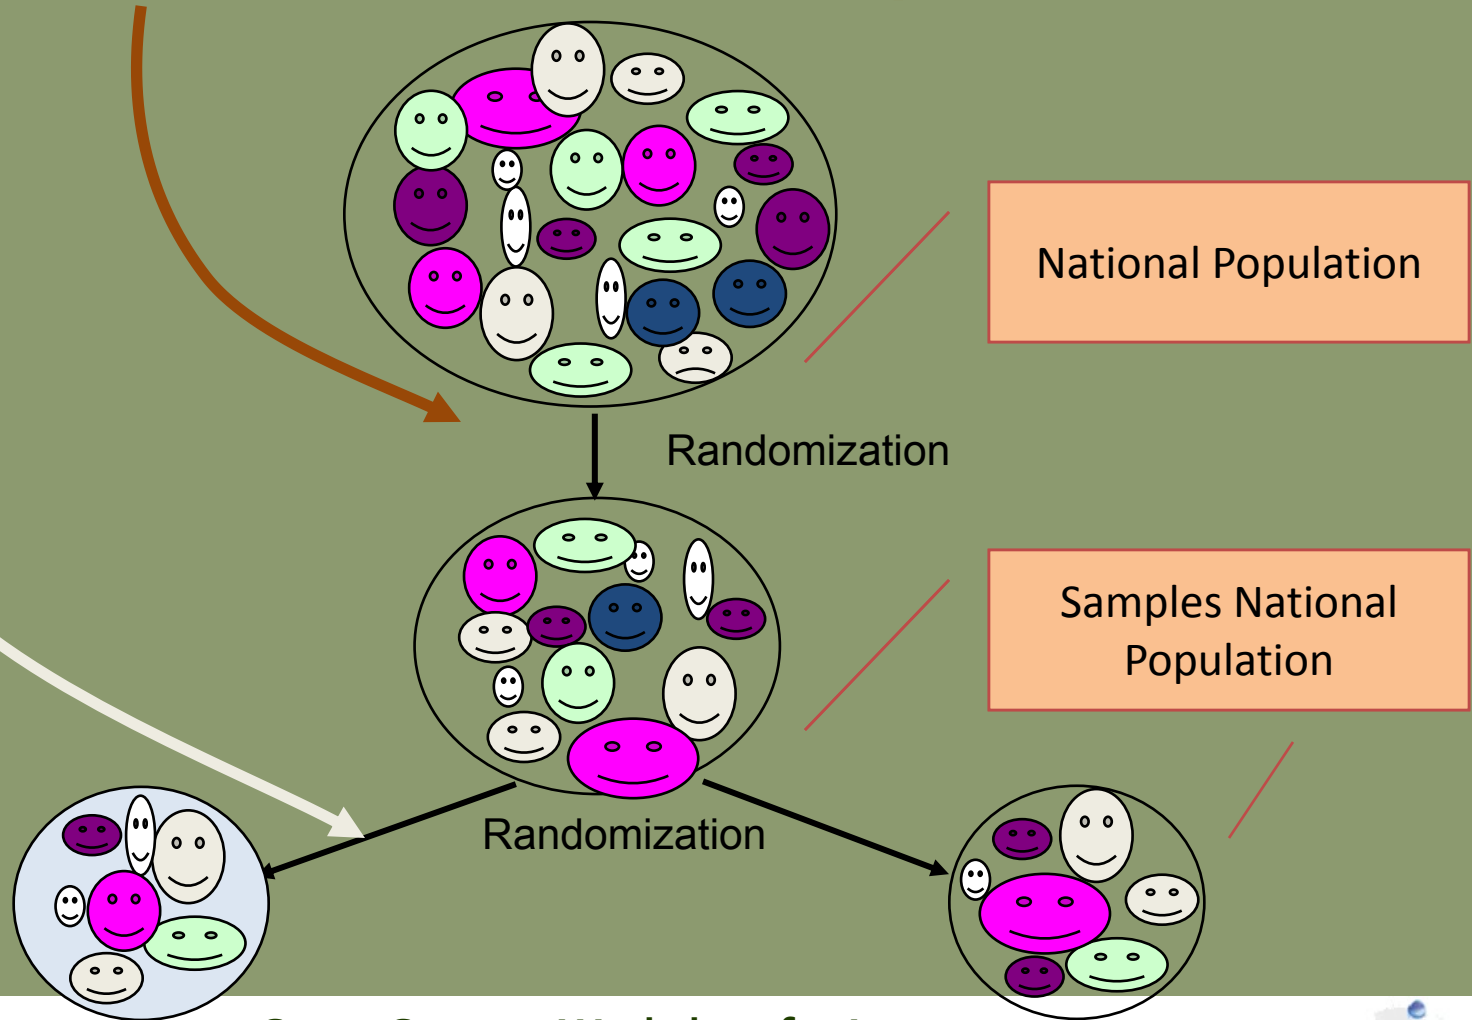 National Population
Randomization
Samples National
Population
Randomization